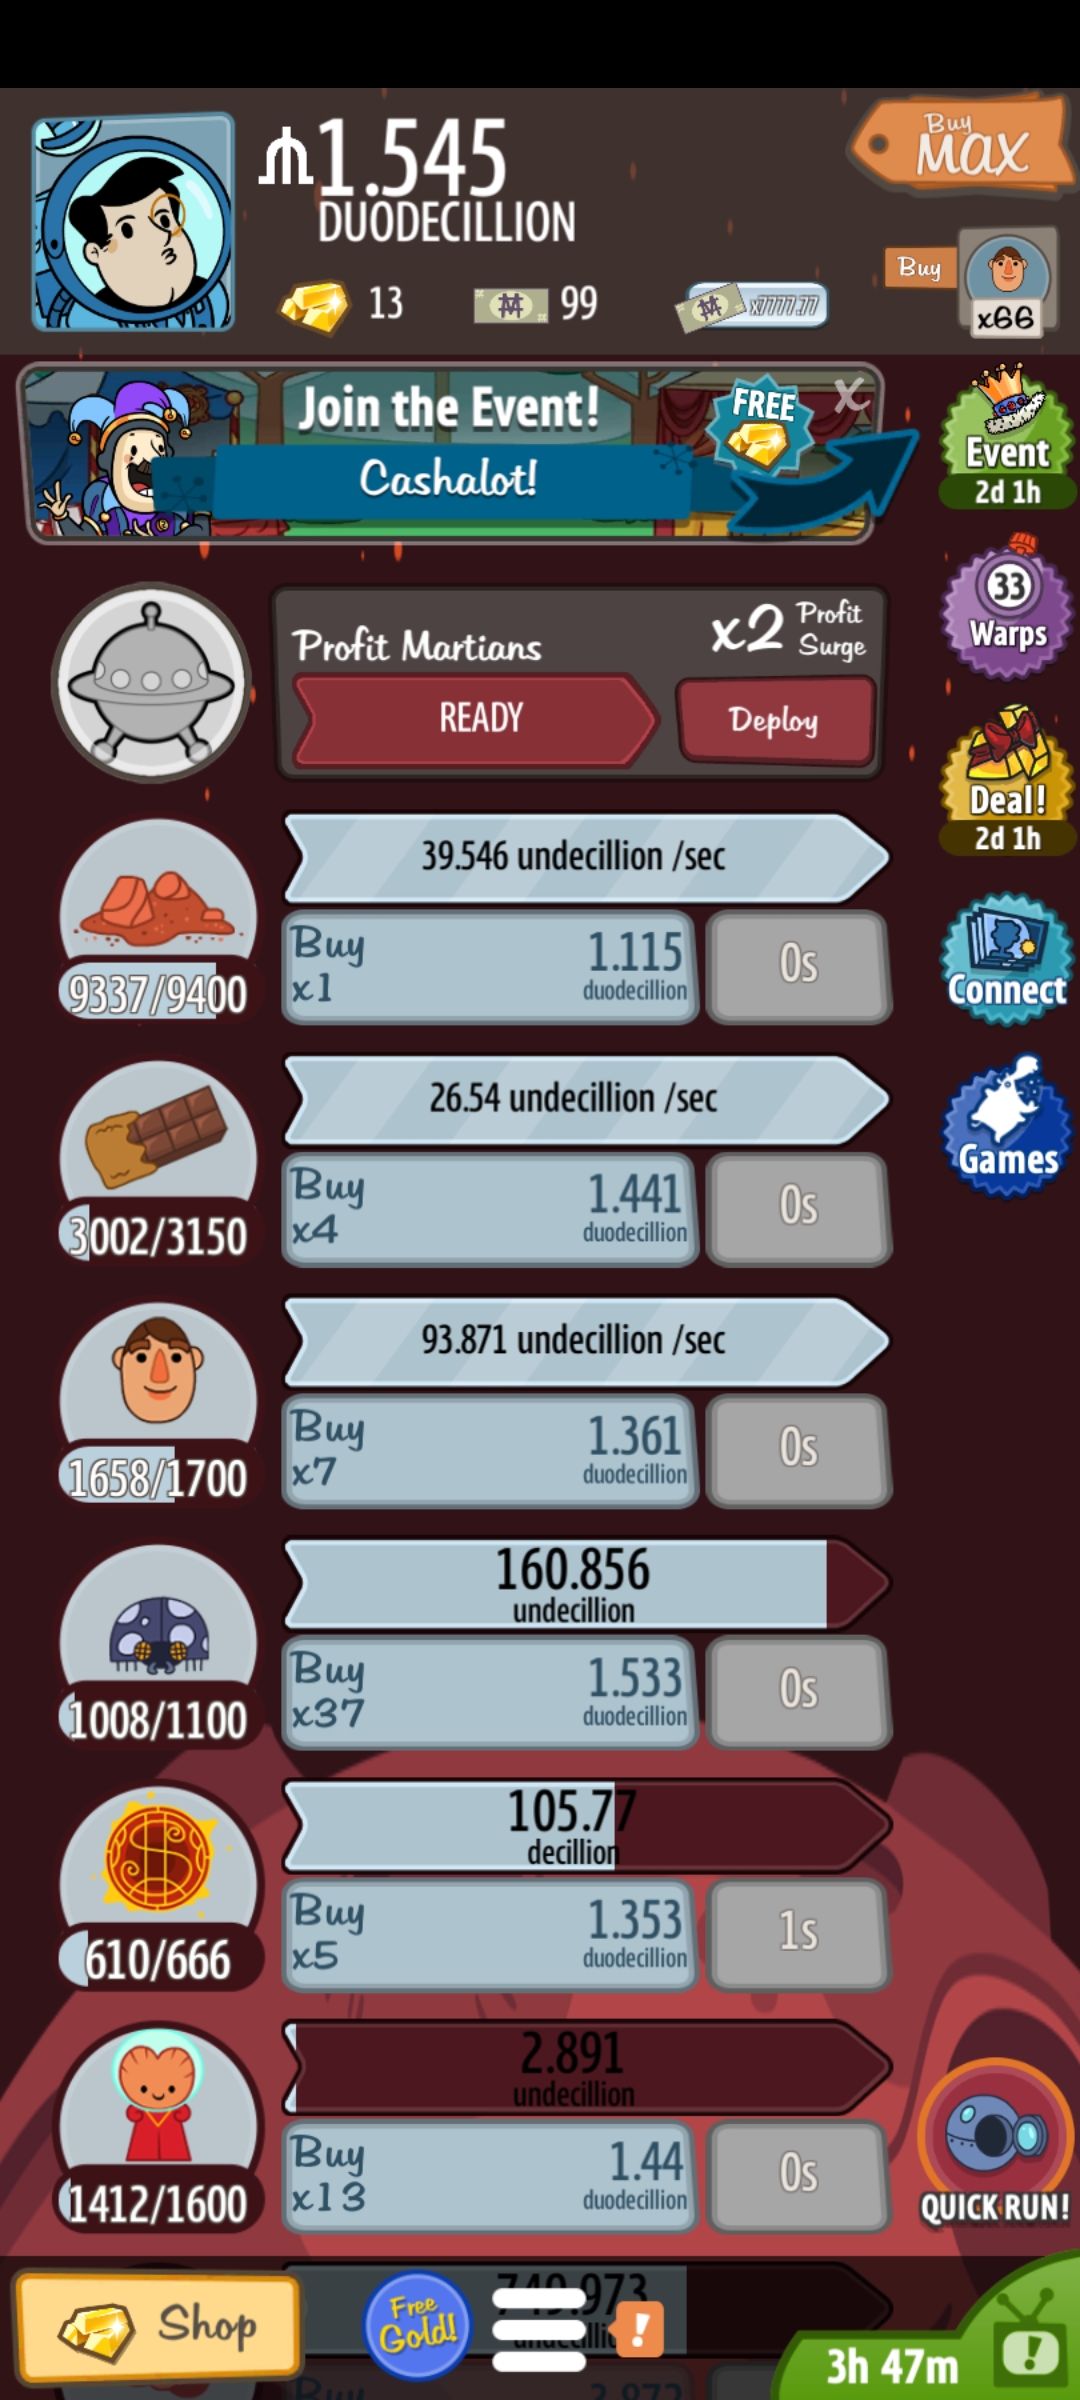 1.545
DUODECILLION
Buy
MAX
13
99
x7777.77
Buy
x66
Join the Event!
Cashalot!
FREE
X
Event
2d 1h
33
Warps
Profit Martians
x2 Profit
Surge
READY
Deploy
Deal!
2d 1h
39.546 undecillion /sec
Buy
x1
1.115
duodecillion
0s
9337/9400
Connect
26.54 undecillion /sec
Buy
x4
1.441
duodecillion
0s
3002/3150
Games
93.871 undecillion /sec
Buy
x7
1.361
duodecillion
0s
1658/1700
160.856
undecillion
Buy
x37
1.533
duodecillion
0s
1008/1100
105.77
decillion
Buy
x5
1.353
duodecillion
1s
610/666
2.891
undecillion
Buy
x13
1.44
duodecillion
0s
1412/1600
QUICK RUN!
Shop
Free
Gold!
!
3h 47m
!